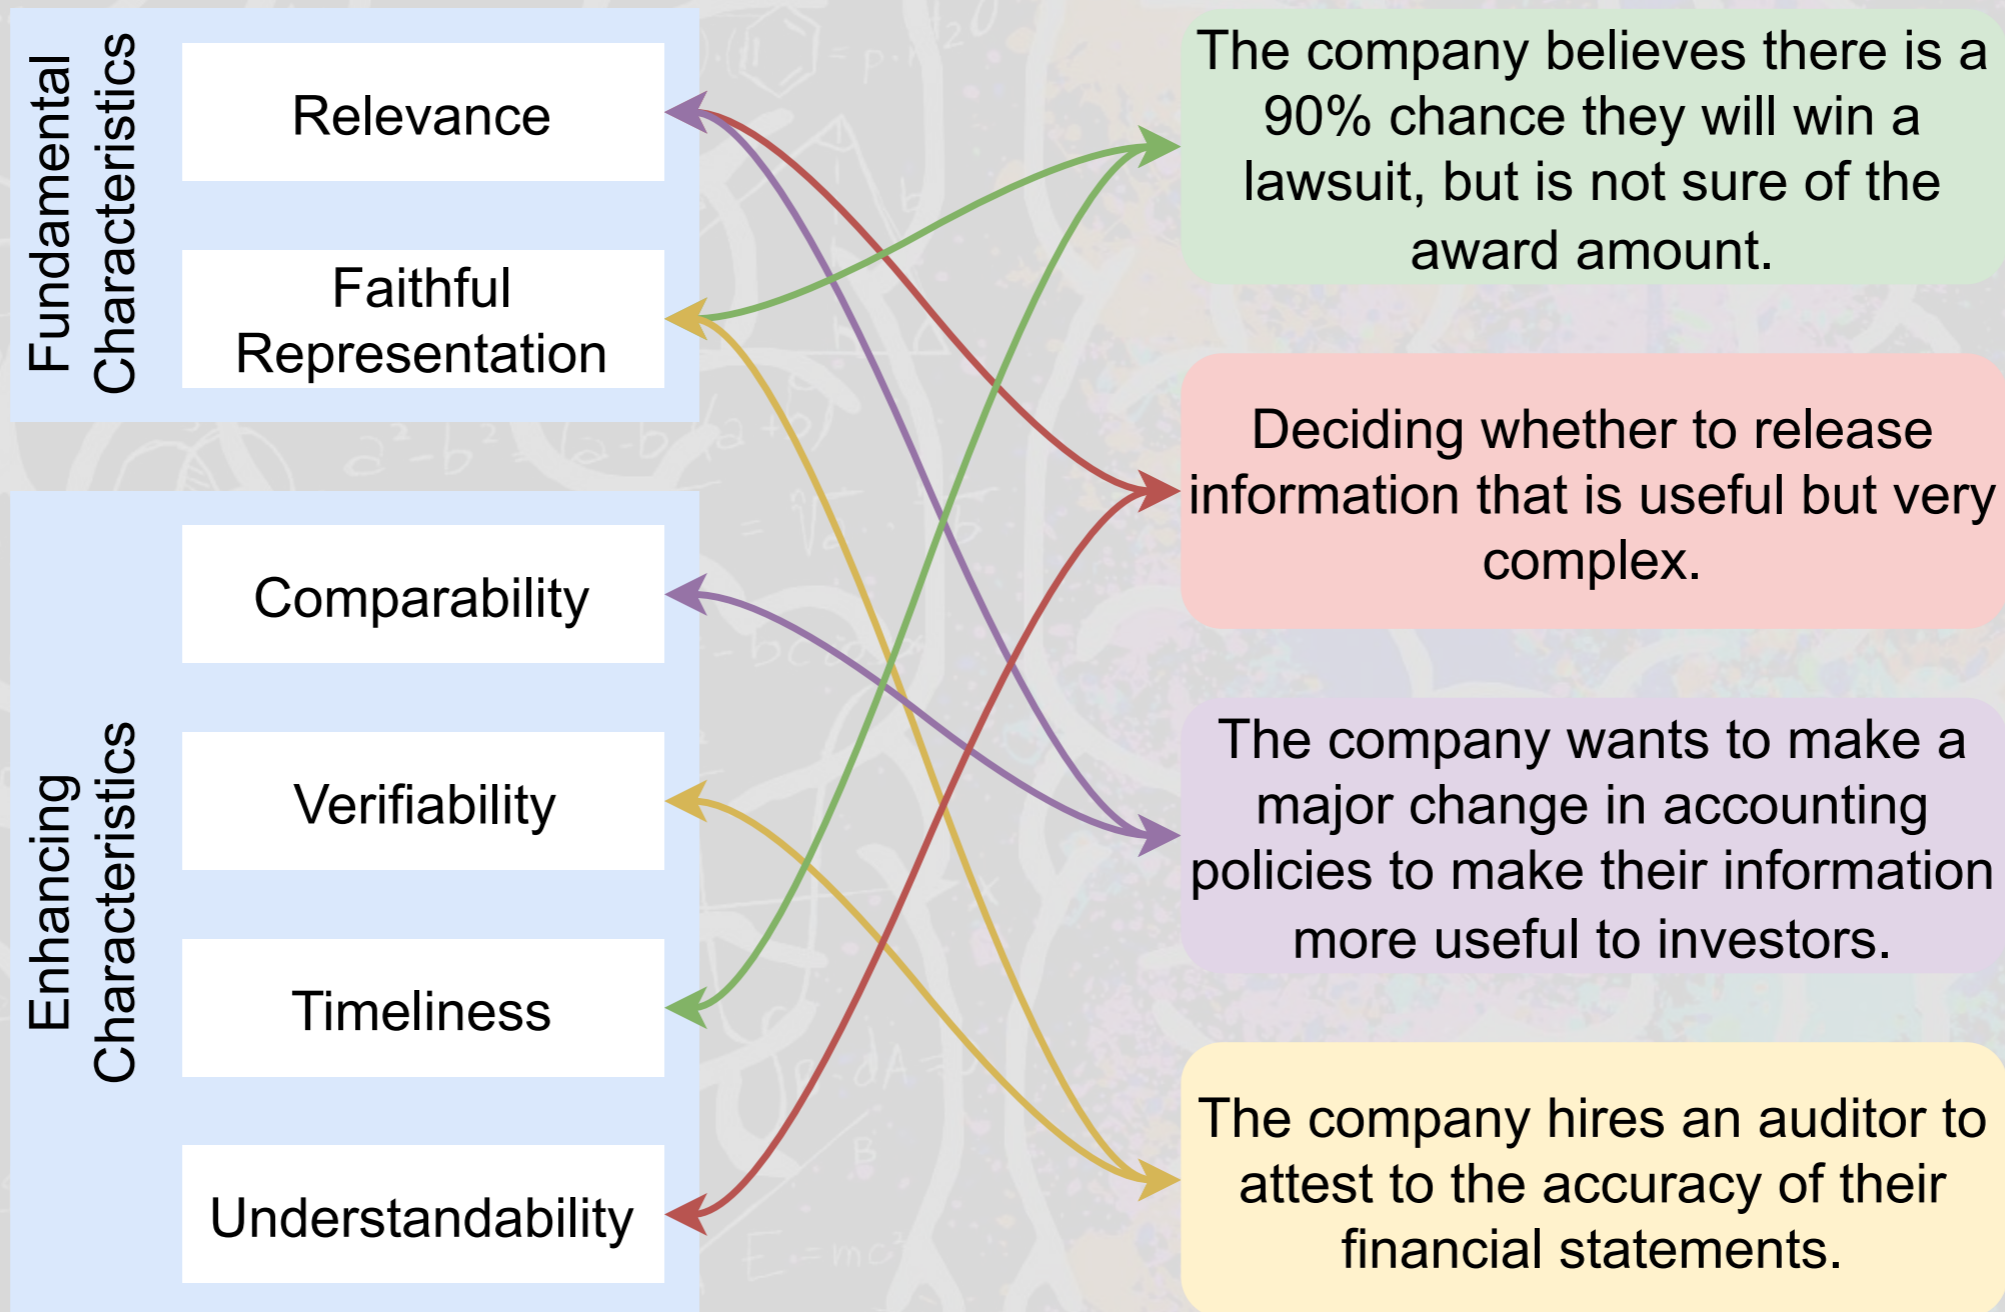 Fundamental
Characteristics
Relevance
Faithful
Representation
Enhancing
Characteristics
Comparability
Verifiability
Timeliness
Understandability
The company believes there is a
90% chance they will win a
lawsuit, but is not sure of the
award amount.
Deciding whether to release
information that is useful but very
complex.
The company wants to make a
major change in accounting
policies to make their information
more useful to investors.
The company hires an auditor to
attest to the accuracy of their
financial statements.